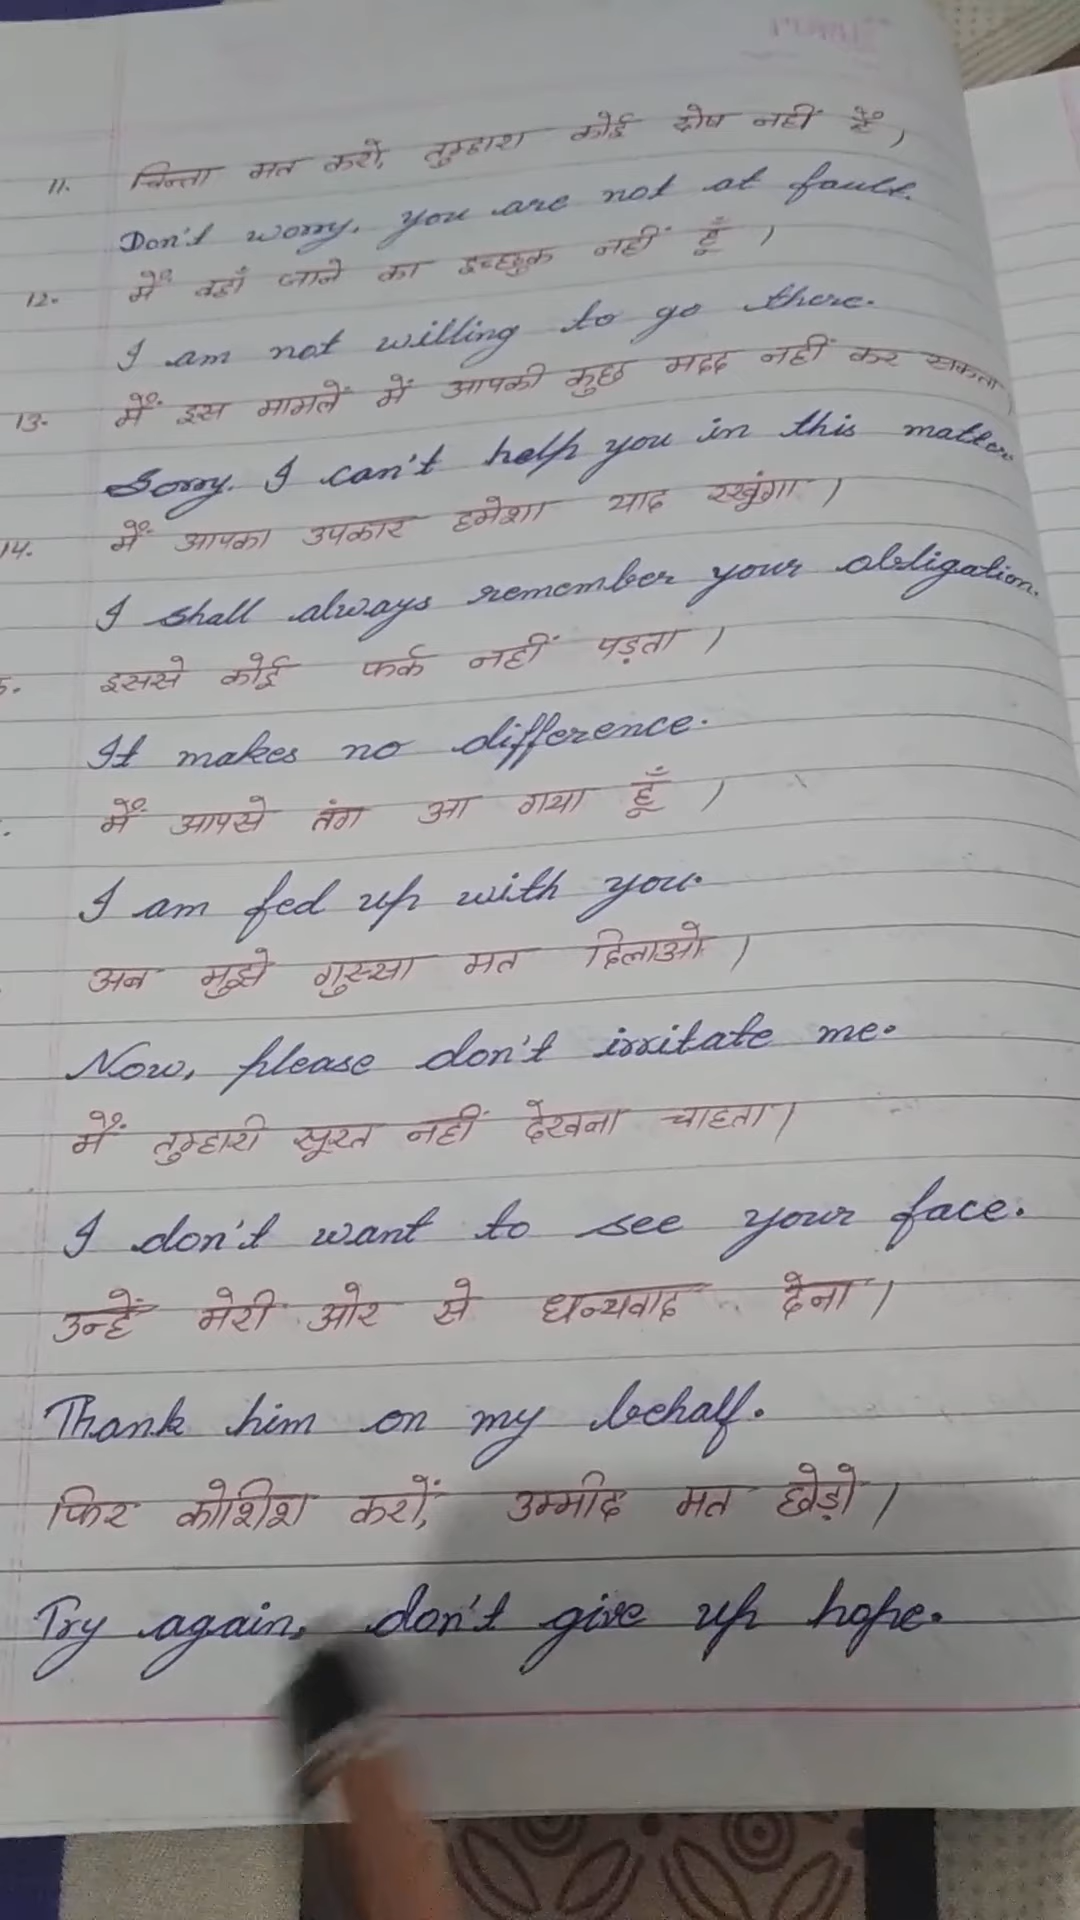 11. चिन्ता मत करो, तुम्हारा कोई दोष नहीं है।
Don't worry, you are not at fault.
12. मैं वहाँ जाने का इच्छुक नहीं हूँ।
I am not willing to go there.
13. मैं इस मामलें में आपकी कुछ मदद नहीं कर सकता
Sorry. I can't help you in this matter.
14. मैं आपका उपकार हमेशा याद रखुंगा।
I shall always remember your obligation.
इससे कोई फर्क नहीं पड़ता।
It makes no difference.
मैं आपसे तंग आ गया हूँ।
I am fed up with you.
अब मुझे गुस्सा मत दिलाओ।
Now, please don't irritate me.
मैं तुम्हारी सूरत नहीं देखना चाहता।
I don't want to see your face.
उन्हें मेरी ओर से धन्यवाद देना।
Thank him on my behalf.
फिर कोशिश करों, उम्मीद मत छोड़ो।
Try again, don't give up hope.